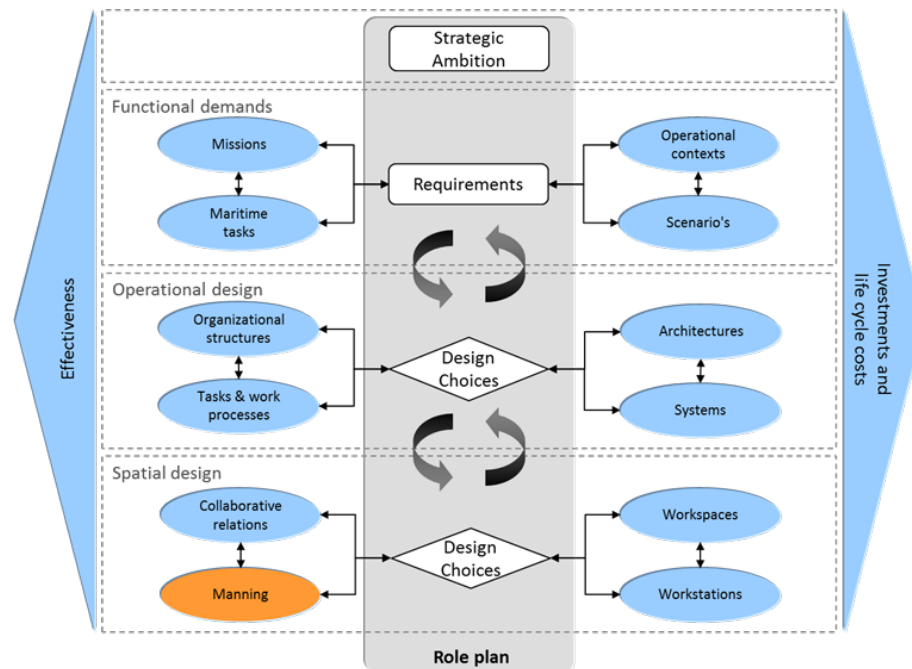 Strategic
Ambition
Functional demands
Missions
Maritime
tasks
Requirements
Operational
contexts
Scenario's
Operational design
Organizational
structures
Tasks & work
processes
Design
Choices
Architectures
Systems
Spatial design
Collaborative
relations
Manning
Design
Choices
Workspaces
Workstations
Role plan
Effectiveness
Investments and
life cycle costs